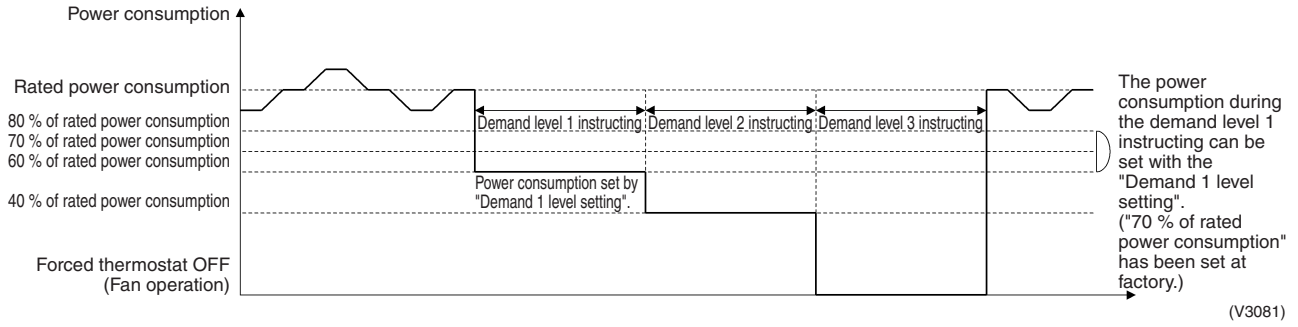 Power consumption
Rated power consumption
80 % of rated power consumption
70 % of rated power consumption
60 % of rated power consumption
40 % of rated power consumption
Forced thermostat OFF
(Fan operation)
Demand level 1 instructing
Demand level 2 instructing
Demand level 3 instructing
Power consumption set by
"Demand 1 level setting".
The power
consumption during
the demand level 1
instructing can be
set with the
"Demand 1 level
setting".
("70 % of rated
power consumption"
has been set at
factory.)
(V3081)